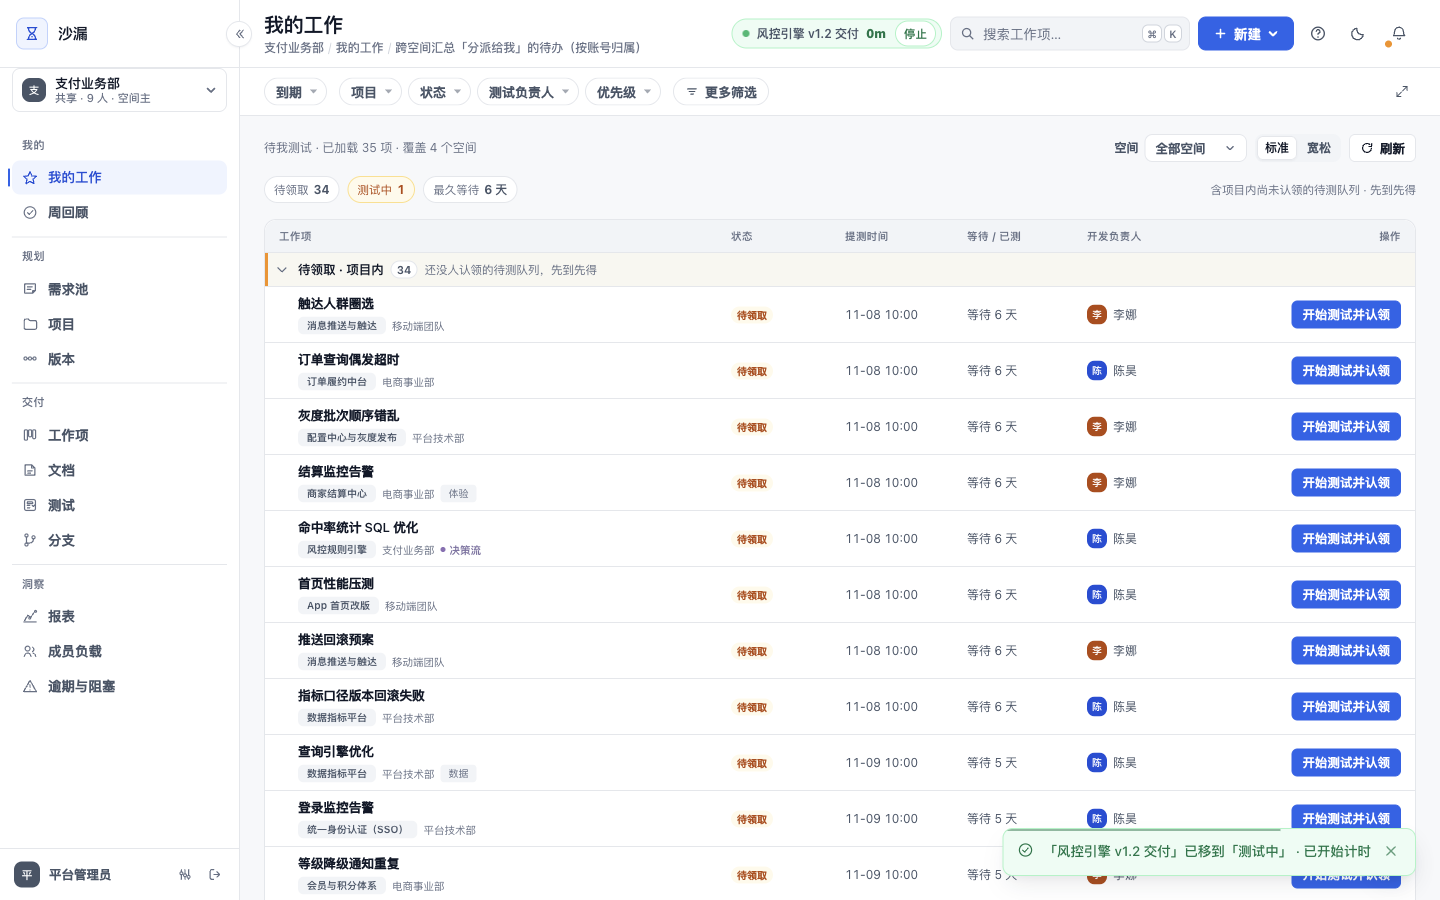 沙漏
支付业务部
共享 · 9 人 · 空间主
我的
我的工作
周回顾
规划
需求池
项目
版本
交付
工作项
文档
测试
分支
洞察
报表
成员负载
逾期与阻塞
平 平台管理员
我的工作
支付业务部 / 我的工作 / 跨空间汇总「分派给我」的待办（按账号归属）
风控引擎 v1.2 交付 0m 停止
搜索工作项… ⌘ K
+ 新建
到期 项目 状态 测试负责人 优先级 更多筛选
待我测试 · 已加载 35 项 · 覆盖 4 个空间
空间 全部空间 标准 宽松 刷新
待领取 34 测试中 1 最久等待 6 天
含项目内尚未认领的待测队列 · 先到先得
工作项 状态 提测时间 等待 / 已测 开发负责人 操作
待领取 · 项目内 34 还没人认领的待测队列，先到先得
触达人群圈选
消息推送与触达 移动端团队
待领取 11-08 10:00 等待 6 天 李 李娜 开始测试并认领
订单查询偶发超时
订单履约中台 电商事业部
待领取 11-08 10:00 等待 6 天 陈 陈昊 开始测试并认领
灰度批次顺序错乱
配置中心与灰度发布 平台技术部
待领取 11-08 10:00 等待 6 天 李 李娜 开始测试并认领
结算监控告警
商家结算中心 电商事业部 体验
待领取 11-08 10:00 等待 6 天 李 李娜 开始测试并认领
命中率统计 SQL 优化
风控规则引擎 支付业务部 决策流
待领取 11-08 10:00 等待 6 天 陈 陈昊 开始测试并认领
首页性能压测
App 首页改版 移动端团队
待领取 11-08 10:00 等待 6 天 陈 陈昊 开始测试并认领
推送回滚预案
消息推送与触达 移动端团队
待领取 11-08 10:00 等待 6 天 李 李娜 开始测试并认领
指标口径版本回滚失败
数据指标平台 平台技术部
待领取 11-08 10:00 等待 6 天 陈 陈昊 开始测试并认领
查询引擎优化
数据指标平台 平台技术部 数据
待领取 11-09 10:00 等待 5 天 陈 陈昊 开始测试并认领
登录监控告警
统一身份认证（SSO） 平台技术部
待领取 11-09 10:00 等待 5 天 陈 陈昊 开始测试并认领
等级降级通知重复
会员与积分体系 电商事业部
待领取 11-09 10:00 等待 5 天 李娜 开始测试并认领
「风控引擎 v1.2 交付」已移到「测试中」 · 已开始计时